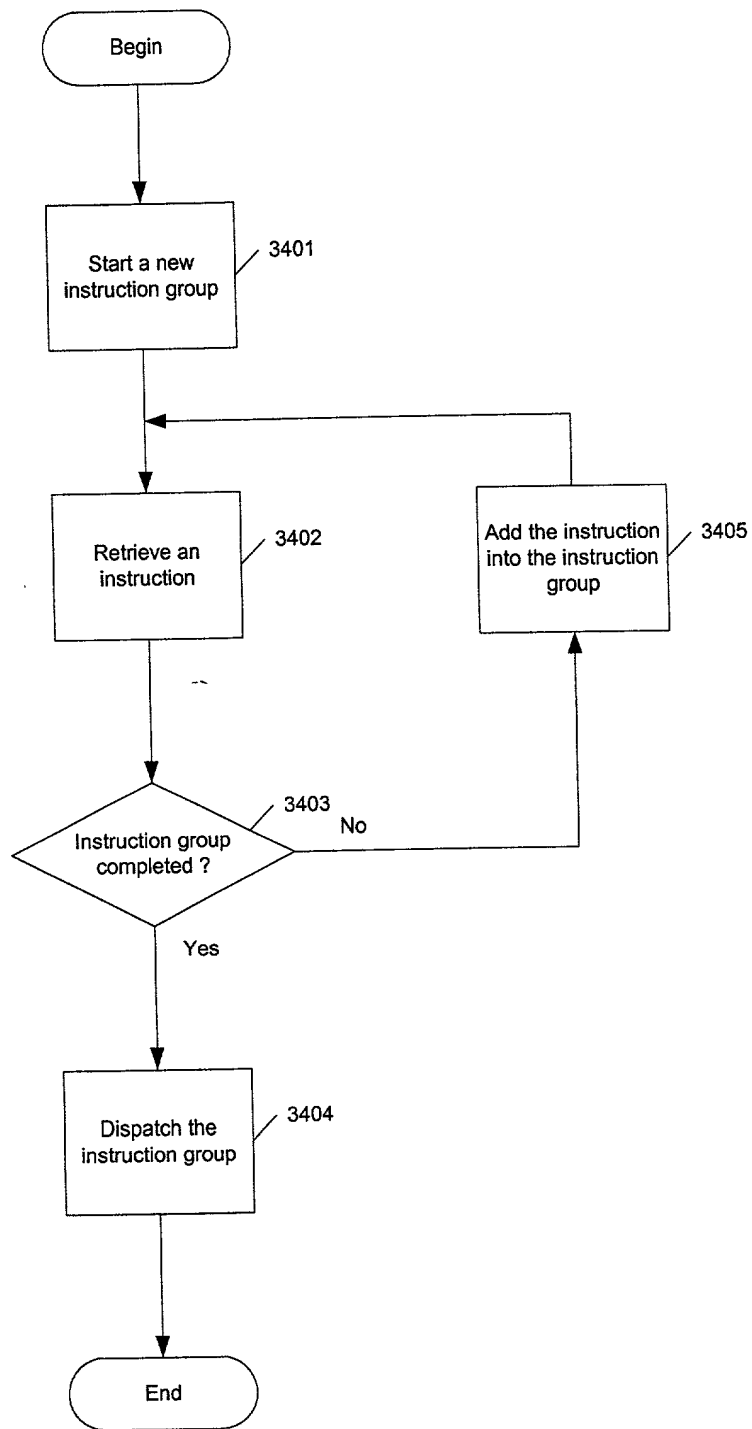 Begin
Start a new
instruction group
3401
Retrieve an
instruction
3402
Add the instruction
into the instruction
group
3405
Instruction group
completed ?
3403
No
Yes
Dispatch the
instruction group
3404
End